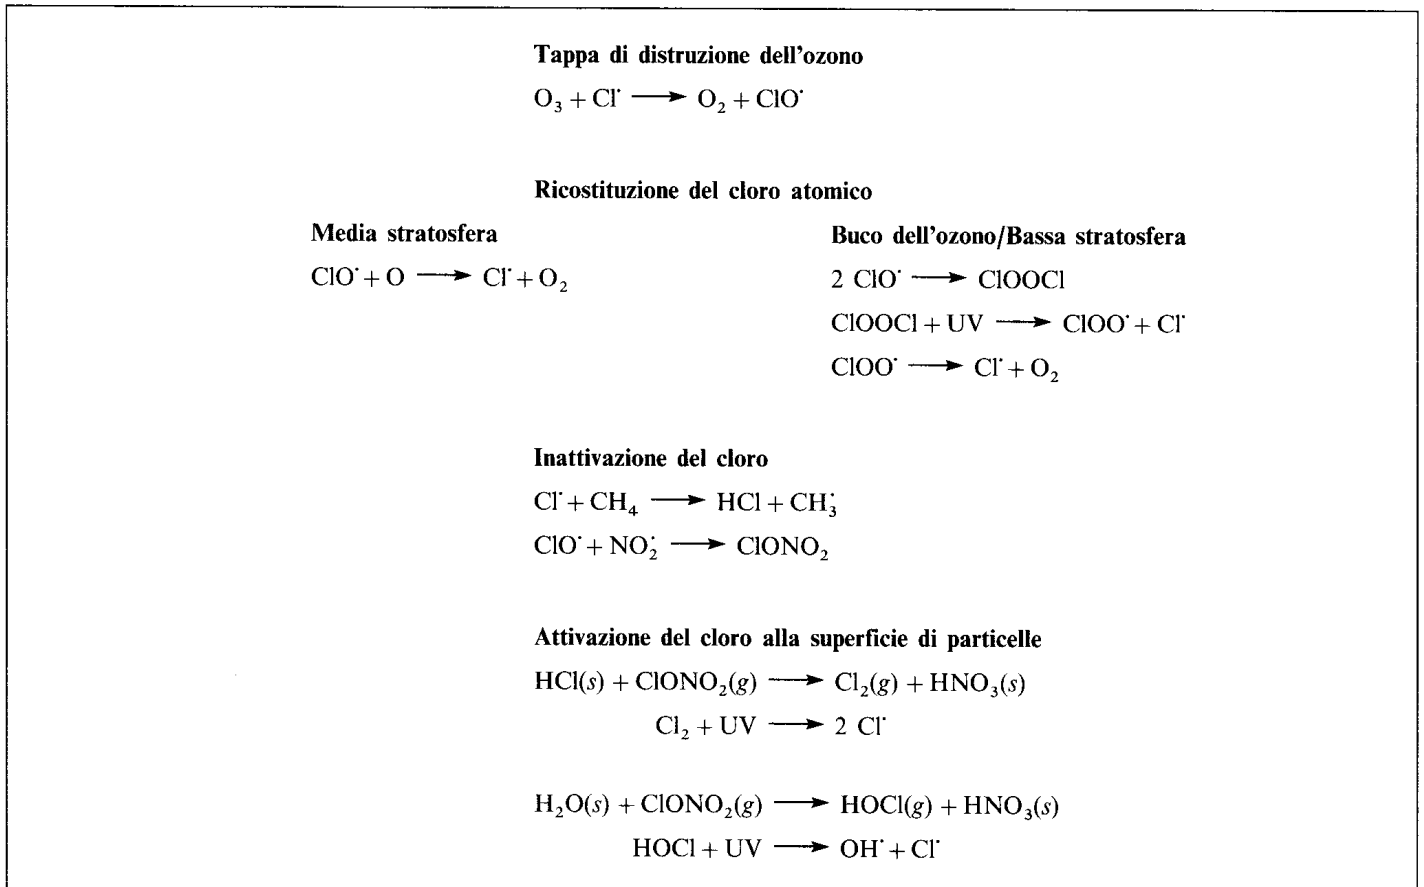 Tappa di distruzione dell'ozono
O₃ + Cl˙ ⟶ O₂ + ClO˙
Ricostituzione del cloro atomico
Media stratosfera
ClO˙ + O ⟶ Cl˙ + O₂
Buco dell'ozono/Bassa stratosfera
2 ClO˙ ⟶ ClOOCl
ClOOCl + UV ⟶ ClOO˙ + Cl˙
ClOO˙ ⟶ Cl˙ + O₂
Inattivazione del cloro
Cl˙ + CH₄ ⟶ HCl + CH₃˙
ClO˙ + NO₂˙ ⟶ ClONO₂
Attivazione del cloro alla superficie di particelle
HCl(s) + ClONO₂(g) ⟶ Cl₂(g) + HNO₃(s)
Cl₂ + UV ⟶ 2 Cl˙
H₂O(s) + ClONO₂(g) ⟶ HOCl(g) + HNO₃(s)
HOCl + UV ⟶ OH˙ + Cl˙